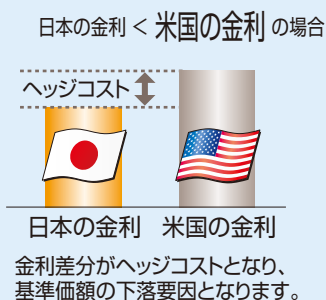 日本の金利 < 米国の金利 の場合
ヘッジコスト
日本の金利 米国の金利
金利差分がヘッジコストとなり、
基準価額の下落要因となります。